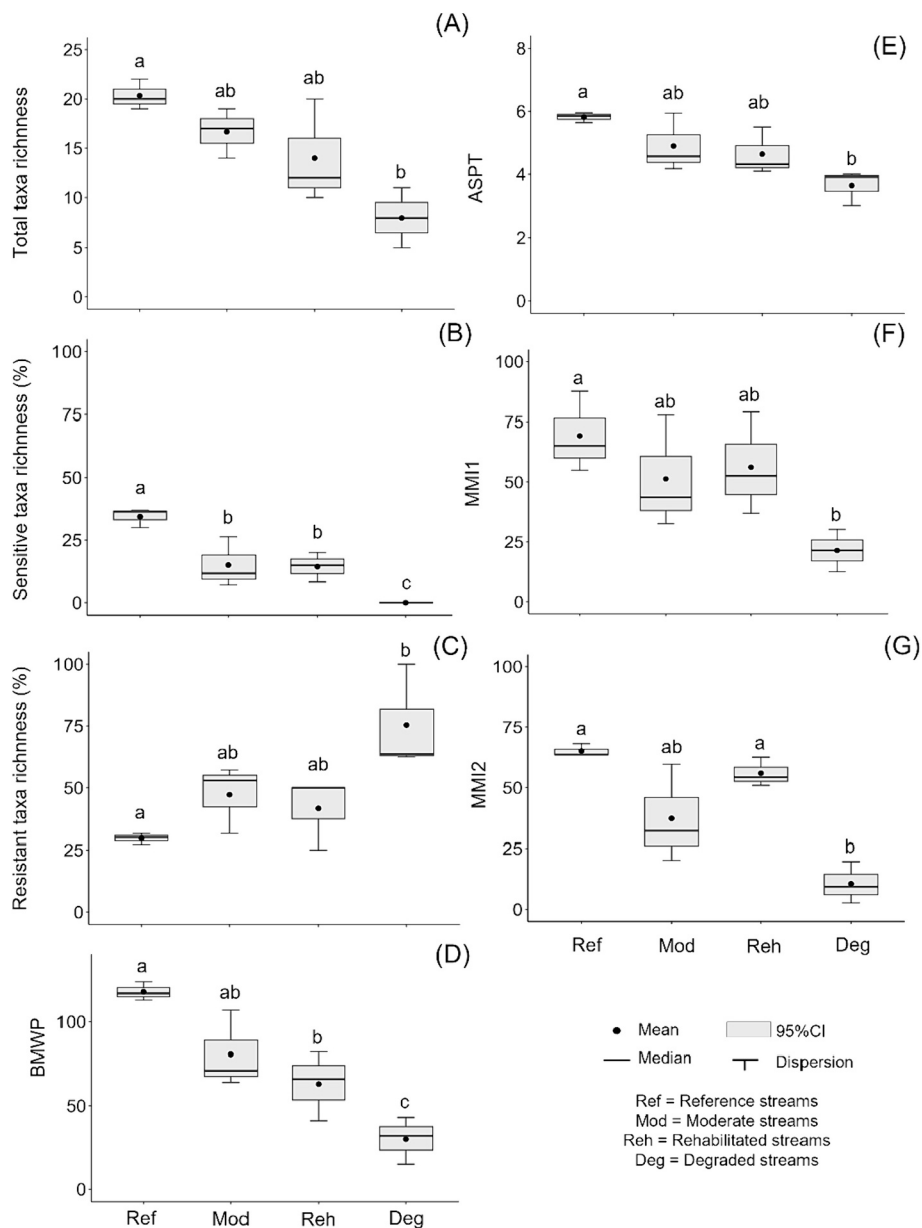 (A)
Total taxa richnness
25
20
15
10
5
0
a
ab
ab
b
(B)
Sensitive taxa richnness (%)
100
75
50
25
0
a
b
b
c
(C)
Resistant taxa richnness (%)
100
75
50
25
0
a
ab
ab
b
(D)
BMWP
100
50
0
a
ab
b
c
Ref Mod Reh Deg
(E)
ASPT
8
6
4
2
0
a
ab
ab
b
(F)
MMI1
100
75
50
25
0
a
ab
ab
b
(G)
MMI2
100
75
50
25
0
a
ab
a
b
Ref Mod Reh Deg
Mean 95%CI
Median Dispersion
Ref = Reference streams
Mod = Moderate streams
Reh = Rehabilitated streams
Deg = Degraded streams